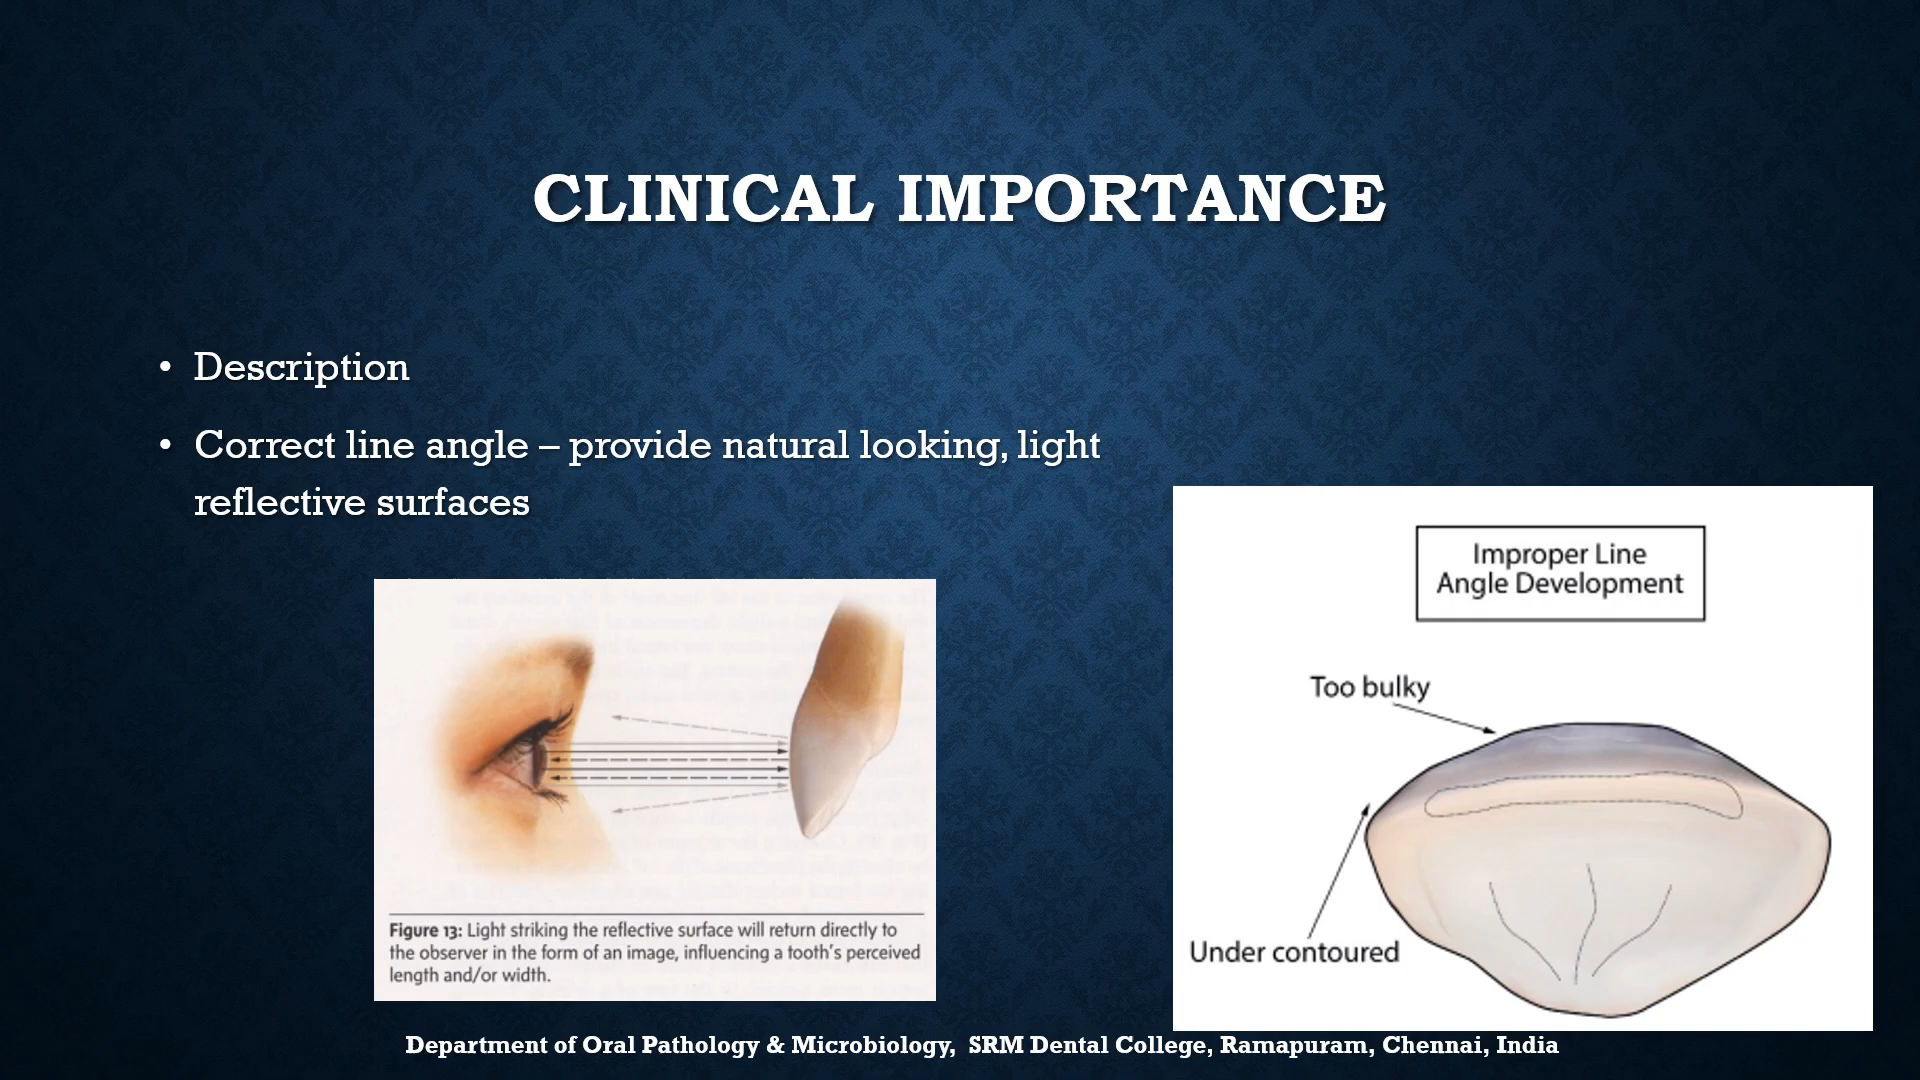 CLINICAL IMPORTANCE
• Description
• Correct line angle – provide natural looking, light
reflective surfaces
Figure 13: Light striking the reflective surface will return directly to
the observer in the form of an image, influencing a tooth's perceived
length and/or width.
Improper Line
Angle Development
Too bulky
Under contoured
Department of Oral Pathology & Microbiology, SRM Dental College, Ramapuram, Chennai, India